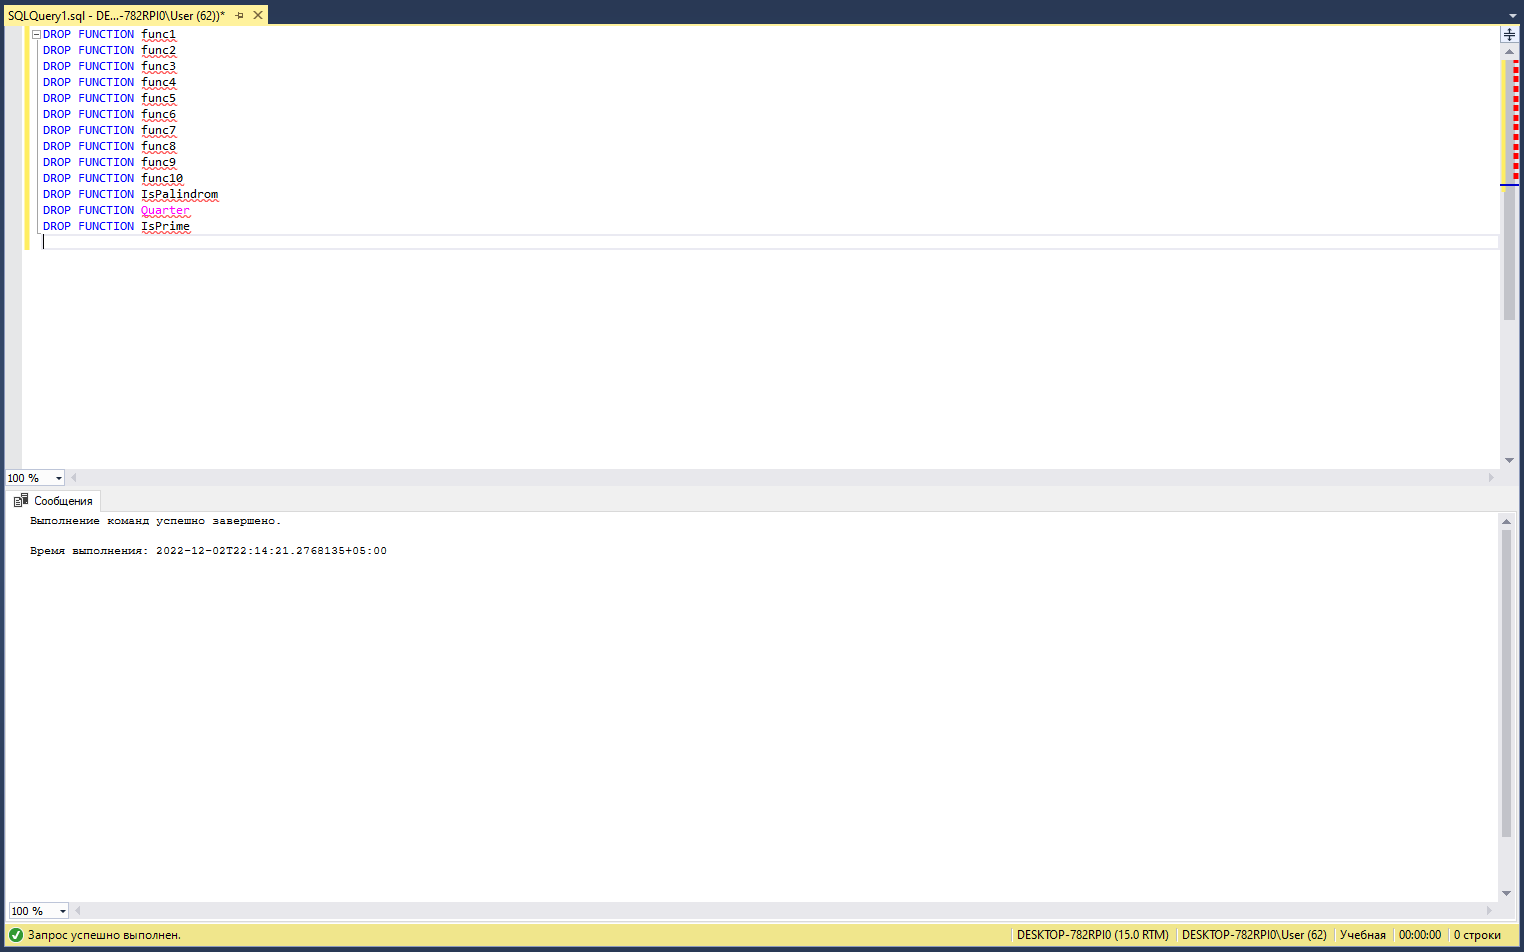 SQLQuery1.sql - DE...-782RPI0\User (62))*
DROP FUNCTION func1
DROP FUNCTION func2
DROP FUNCTION func3
DROP FUNCTION func4
DROP FUNCTION func5
DROP FUNCTION func6
DROP FUNCTION func7
DROP FUNCTION func8
DROP FUNCTION func9
DROP FUNCTION func10
DROP FUNCTION IsPalindrom
DROP FUNCTION Quarter
DROP FUNCTION IsPrime
100 %
Сообщения
Выполнение команд успешно завершено.
Время выполнения: 2022-12-02T22:14:21.2768135+05:00
100 %
Запрос успешно выполнен. DESKTOP-782RPI0 (15.0 RTM) DESKTOP-782RPI0\User (62) Учебная 00:00:00 0 строки